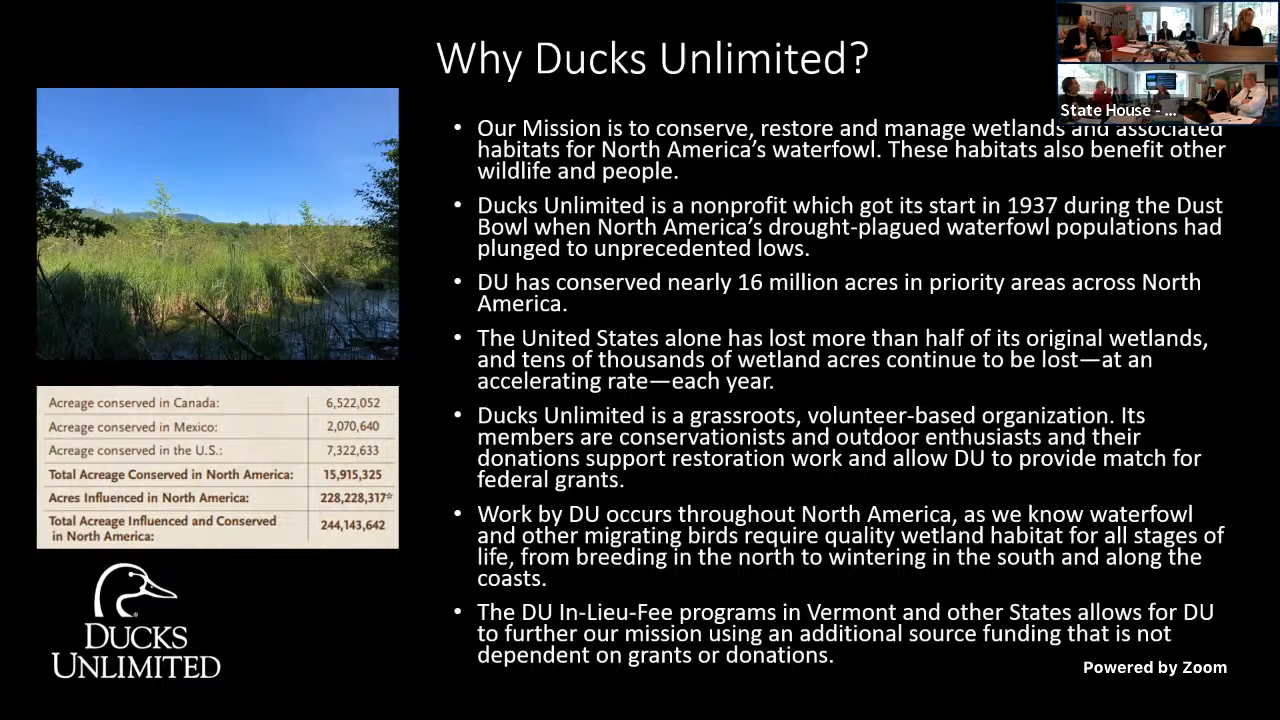 Why Ducks Unlimited?
State House - ...
• Our Mission is to conserve, restore and manage wetlands and associated
habitats for North America's waterfowl. These habitats also benefit other
wildlife and people.
• Ducks Unlimited is a nonprofit which got its start in 1937 during the Dust
Bowl when North America's drought-plagued waterfowl populations had
plunged to unprecedented lows.
• DU has conserved nearly 16 million acres in priority areas across North
America.
• The United States alone has lost more than half of its original wetlands,
and tens of thousands of wetland acres continue to be lost—at an
accelerating rate—each year.
• Ducks Unlimited is a grassroots, volunteer-based organization. Its
members are conservationists and outdoor enthusiasts and their
donations support restoration work and allow DU to provide match for
federal grants.
• Work by DU occurs throughout North America, as we know waterfowl
and other migrating birds require quality wetland habitat for all stages of
life, from breeding in the north to wintering in the south and along the
coasts.
• The DU In-Lieu-Fee programs in Vermont and other States allows for DU
to further our mission using an additional source funding that is not
dependent on grants or donations.
Acreage conserved in Canada: 6,522,052
Acreage conserved in Mexico: 2,070,640
Acreage conserved in the U.S.: 7,322,633
Total Acreage Conserved in North America: 15,915,325
Acres Influenced in North America: 228,228,317☆
Total Acreage Influenced and Conserved
in North America: 244,143,642
DUCKS
UNLIMITED
Powered by Zoom